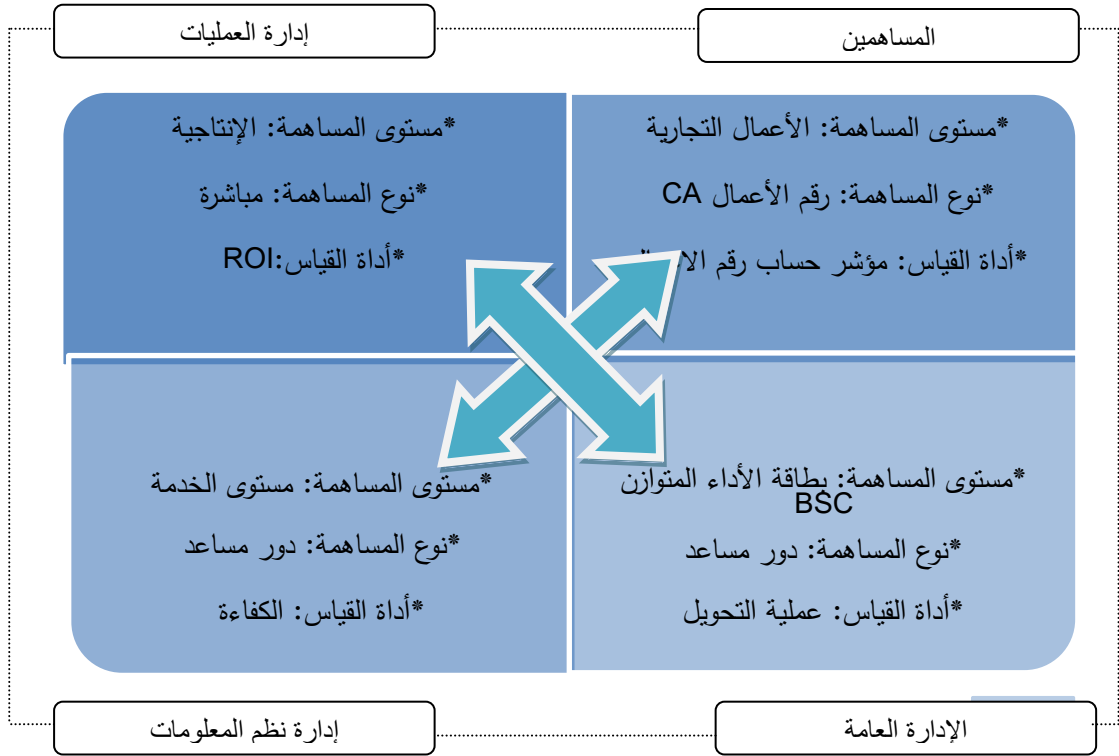 المساهمين
إدارة العمليات
*مستوى المساهمة: الأعمال التجارية
*نوع المساهمة: رقم الأعمال CA
*أداة القياس: مؤشر حساب رقم
*مستوى المساهمة: الإنتاجية
*نوع المساهمة: مباشرة
*أداة القياس:ROI
*مستوى المساهمة: بطاقة الأداء المتوازن
BSC
*نوع المساهمة: دور مساعد
*أداة القياس: عملية التحويل
*مستوى المساهمة: مستوى الخدمة
*نوع المساهمة: دور مساعد
*أداة القياس: الكفاءة
الإدارة العامة
إدارة نظم المعلومات